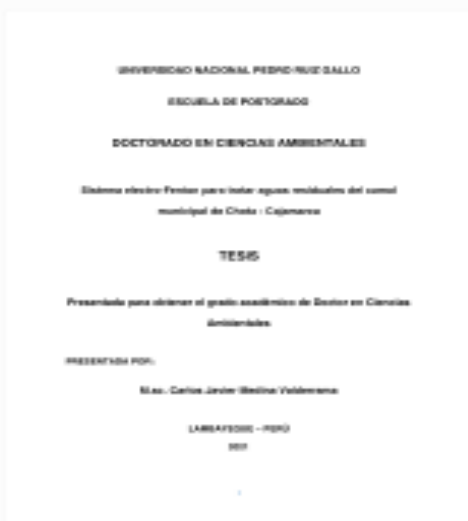 UNIVERSIDAD NACIONAL PEDRO RUIZ GALLO
ESCUELA DE POSTGRADO
DOCTORADO EN CIENCIAS AMBIENTALES
Sistema electro-Fenton para tratar aguas residuales del camal
municipal de Chota - Cajamarca
TESIS
Presentada para obtener el grado académico de Doctor en Ciencias
Ambientales
PRESENTADA POR:
M.sc. Carlos Javier Medina Valderrama
LAMBAYEQUE – PERÚ
2021